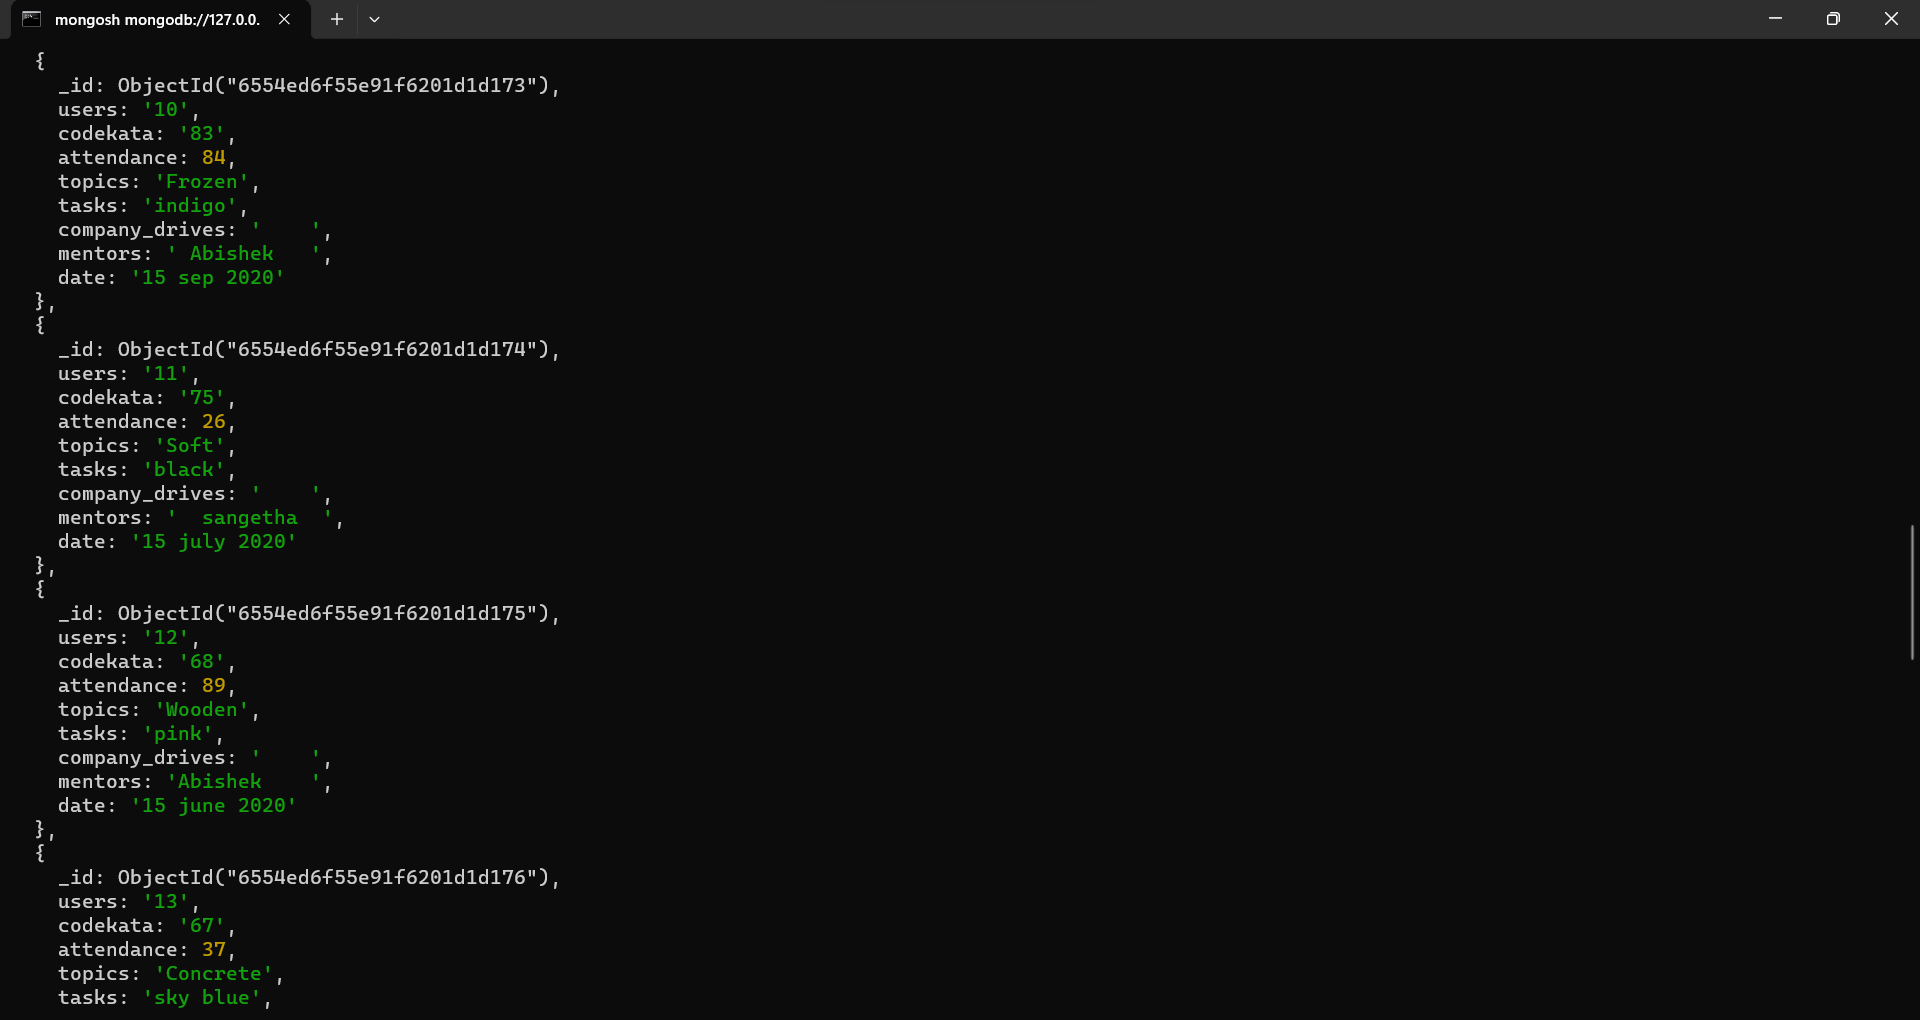 mongosh mongodb://127.0.0.
{
  _id: ObjectId("6554ed6f55e91f6201d1d173"),
  users: '10',
  codekata: '83',
  attendance: 84,
  topics: 'Frozen',
  tasks: 'indigo',
  company_drives: '    ',
  mentors: ' Abishek   ',
  date: '15 sep 2020'
},
{
  _id: ObjectId("6554ed6f55e91f6201d1d174"),
  users: '11',
  codekata: '75',
  attendance: 26,
  topics: 'Soft',
  tasks: 'black',
  company_drives: '    ',
  mentors: '  sangetha  ',
  date: '15 july 2020'
},
{
  _id: ObjectId("6554ed6f55e91f6201d1d175"),
  users: '12',
  codekata: '68',
  attendance: 89,
  topics: 'Wooden',
  tasks: 'pink',
  company_drives: '    ',
  mentors: 'Abishek    ',
  date: '15 june 2020'
},
{
  _id: ObjectId("6554ed6f55e91f6201d1d176"),
  users: '13',
  codekata: '67',
  attendance: 37,
  topics: 'Concrete',
  tasks: 'sky blue',